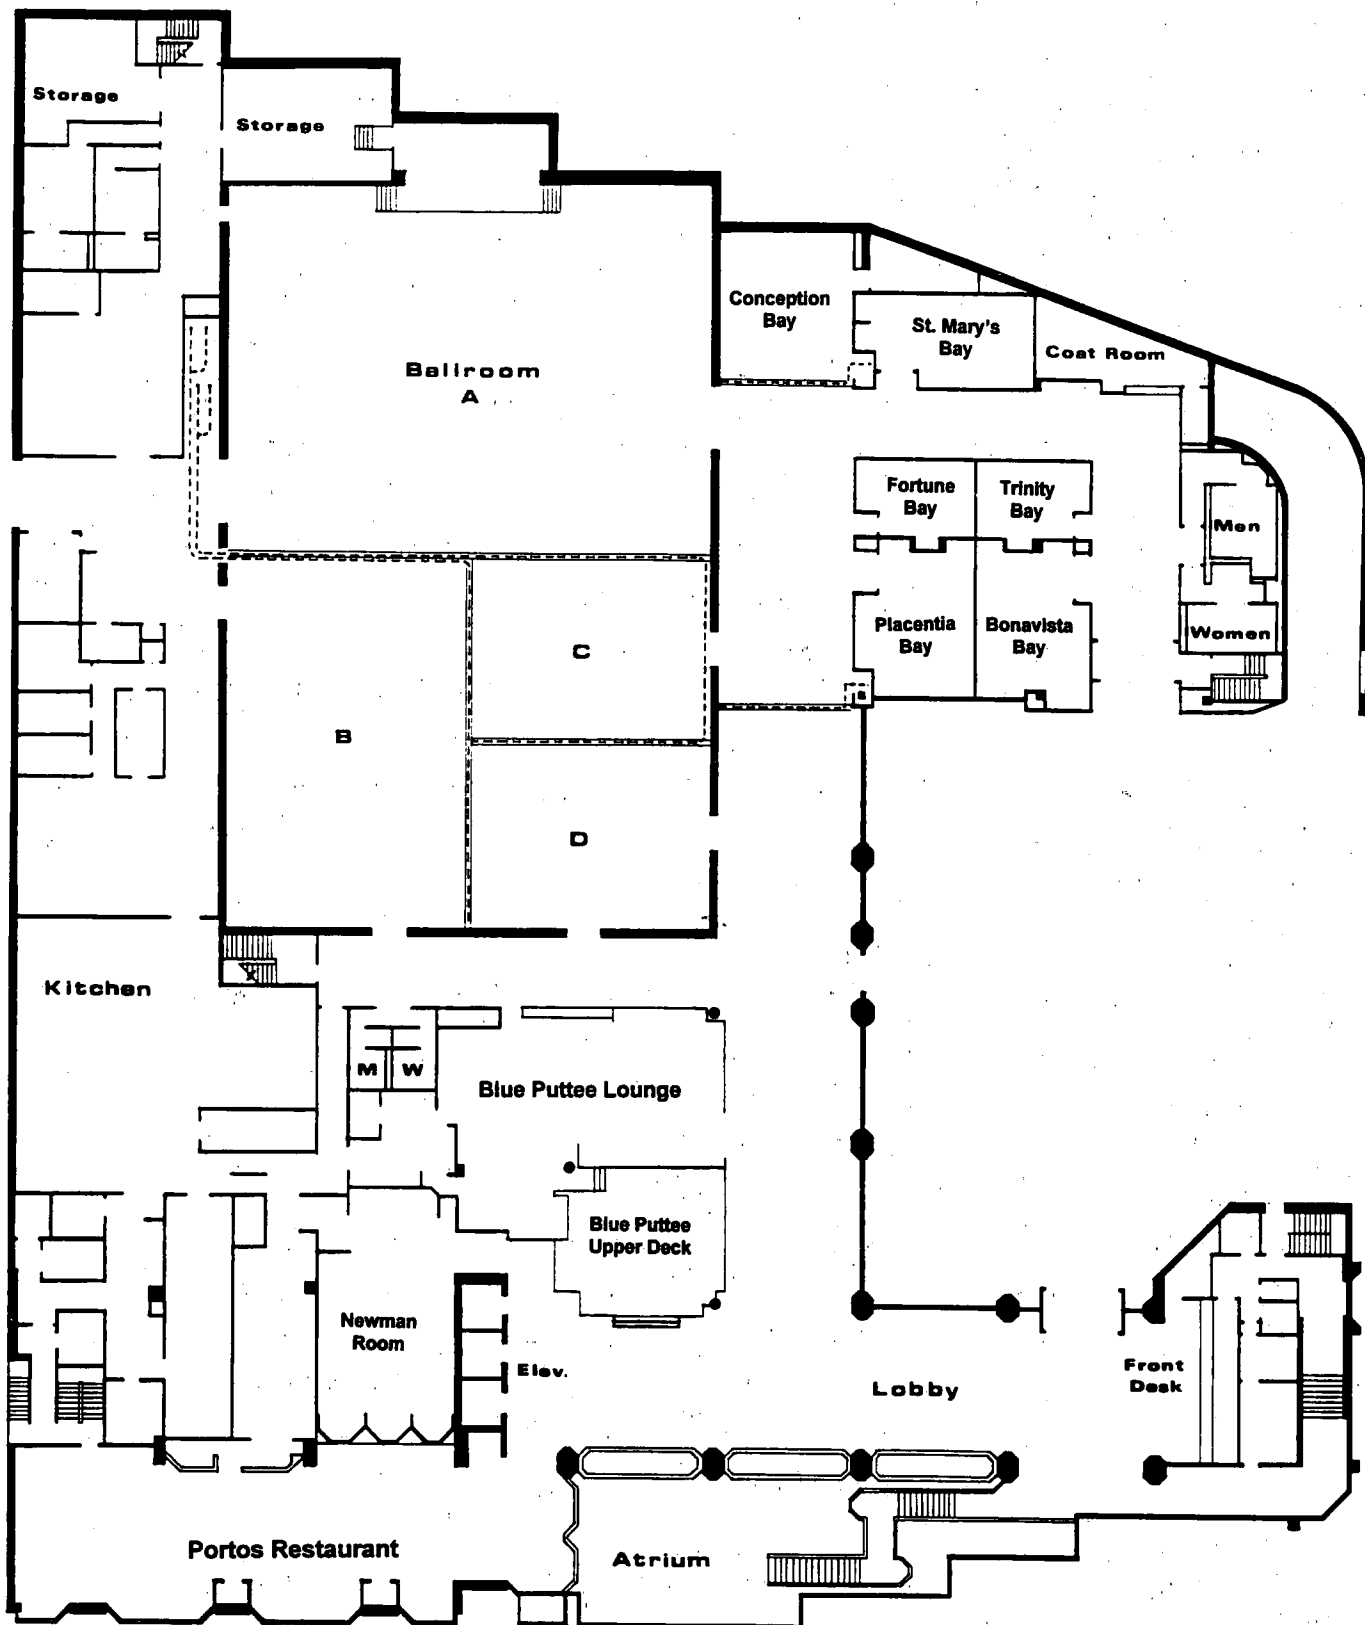 Storage
Storage
Conception
Bay
St. Mary's
Bay
Coat Room
Ballroom
A
Fortune
Bay
Trinity
Bay
Men
Placentia
Bay
Bonavista
Bay
Women
C
B
D
Kitchen
M
W
Blue Puttee Lounge
Blue Puttee
Upper Deck
Newman
Room
Elev.
Lobby
Front
Desk
Portos Restaurant
Atrium